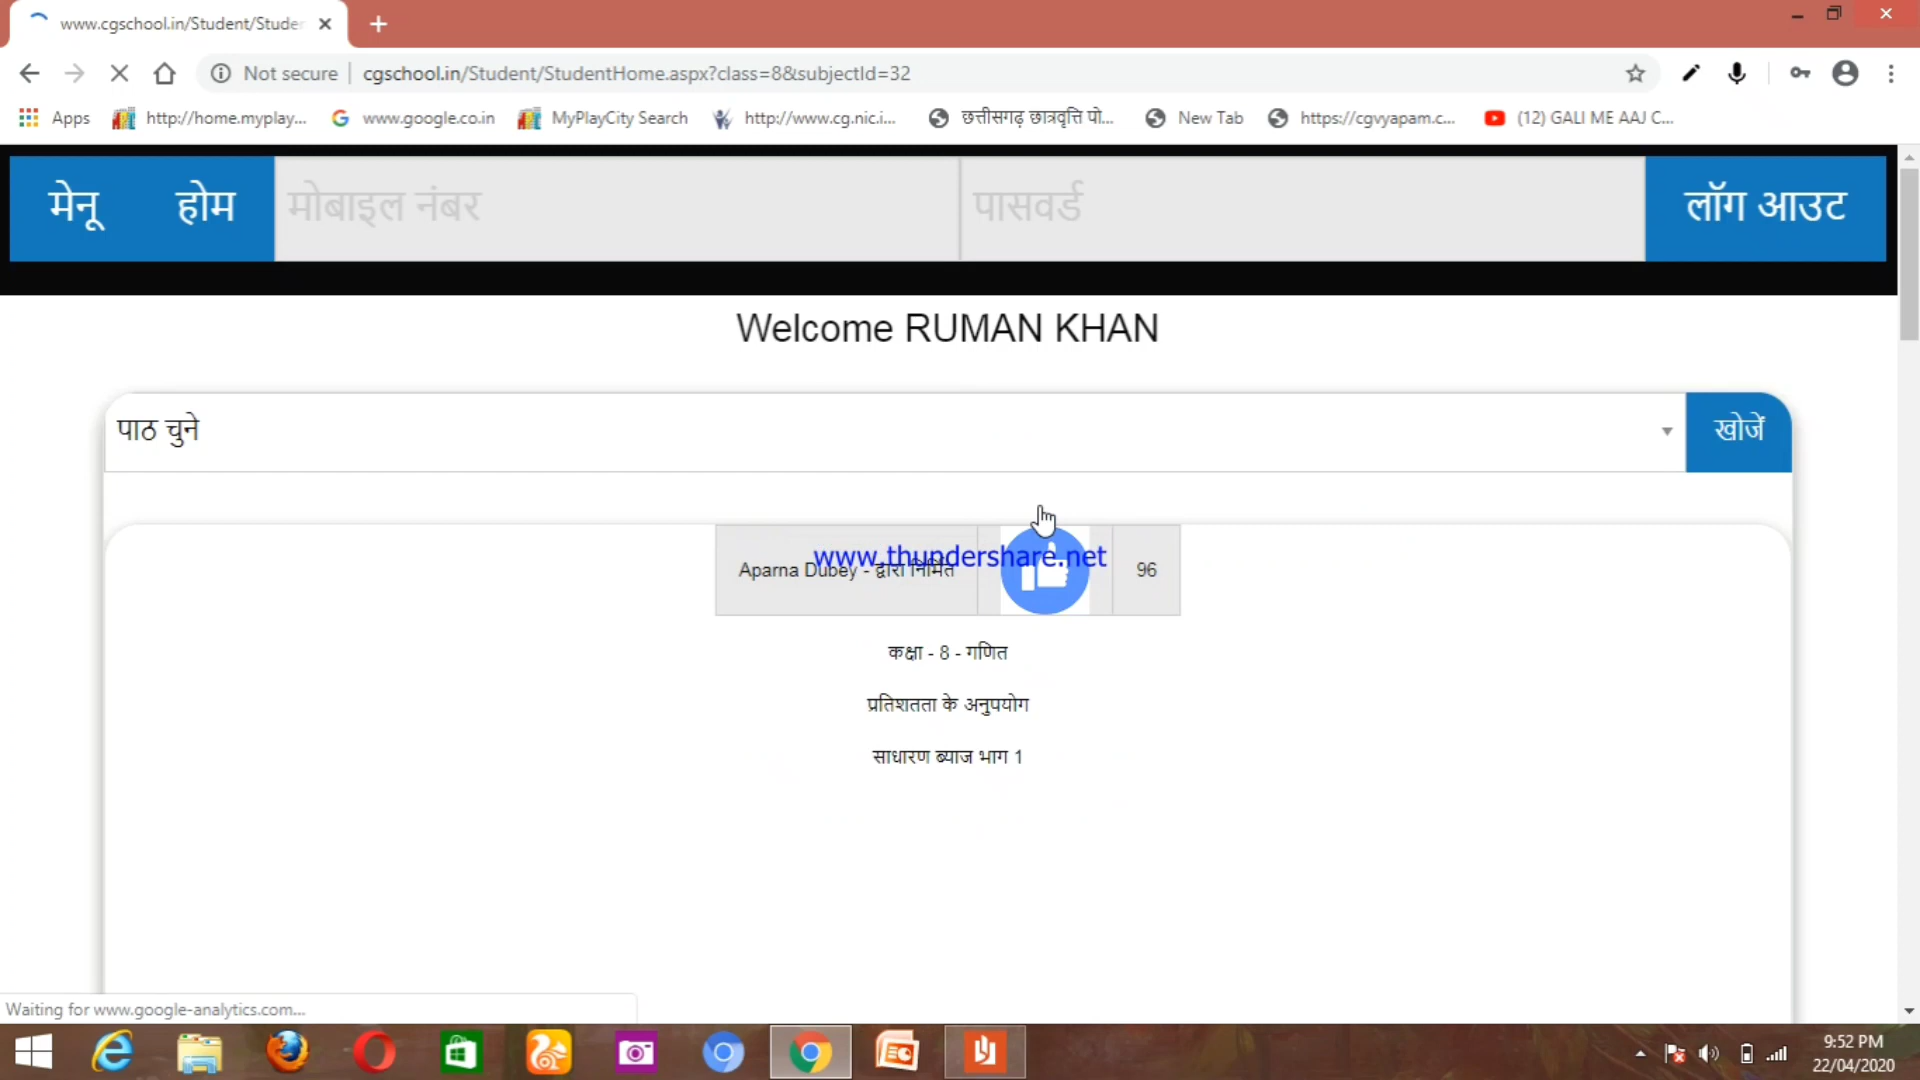 www.cgschool.in/Student/Stude
Not secure | cgschool.in/Student/StudentHome.aspx?class=8&subjectId=32
Apps http://home.myplay... www.google.co.in MyPlayCity Search http://www.cg.nic.i... छत्तीसगढ़ छात्रवृत्ति पो... New Tab https://cgvyapam.c... (12) GALI ME AAJ C...
मेनू होम मोबाइल नंबर पासवर्ड लॉग आउट
Welcome RUMAN KHAN
पाठ चुने खोजें
www.thundershare.net
Aparna Dubey - द्वारा निर्मित 96
कक्षा - 8 - गणित
प्रतिशतता के अनुपयोग
साधारण ब्याज भाग 1
Waiting for www.google-analytics.com...
9:52 PM
22/04/2020